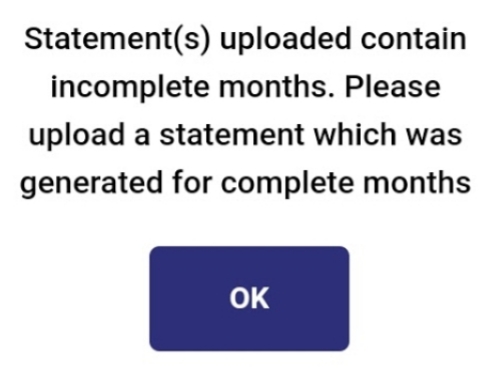 Statement(s) uploaded contain
incomplete months. Please
upload a statement which was
generated for complete months
OK